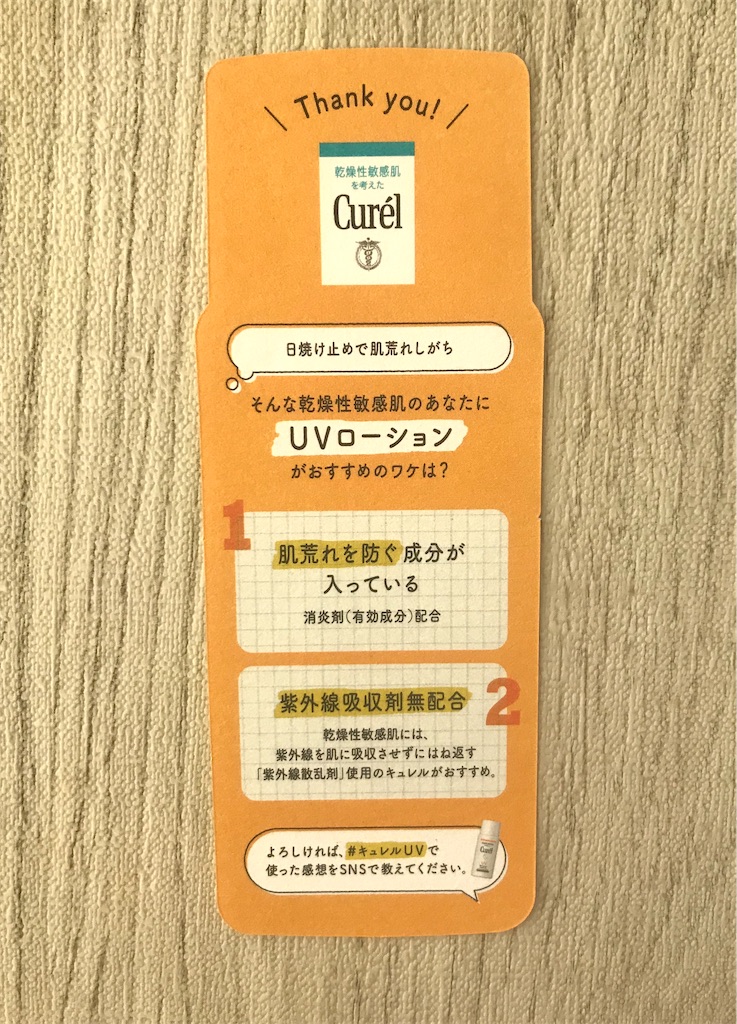 Thank you!
乾燥性敏感肌
を考えた
Curél
日焼け止めで肌荒れしがち
そんな乾燥性敏感肌のあなたに
UVローション
がおすすめのワケは?
1
肌荒れを防ぐ成分が
入っている
消炎剤(有効成分)配合
2
紫外線吸収剤無配合
乾燥性敏感肌には、
紫外線を肌に吸収させずにはね返す
「紫外線散乱剤」使用のキュレルがおすすめ。
よろしければ、#キュレルUVで
使った感想をSNSで教えてください。
Curél